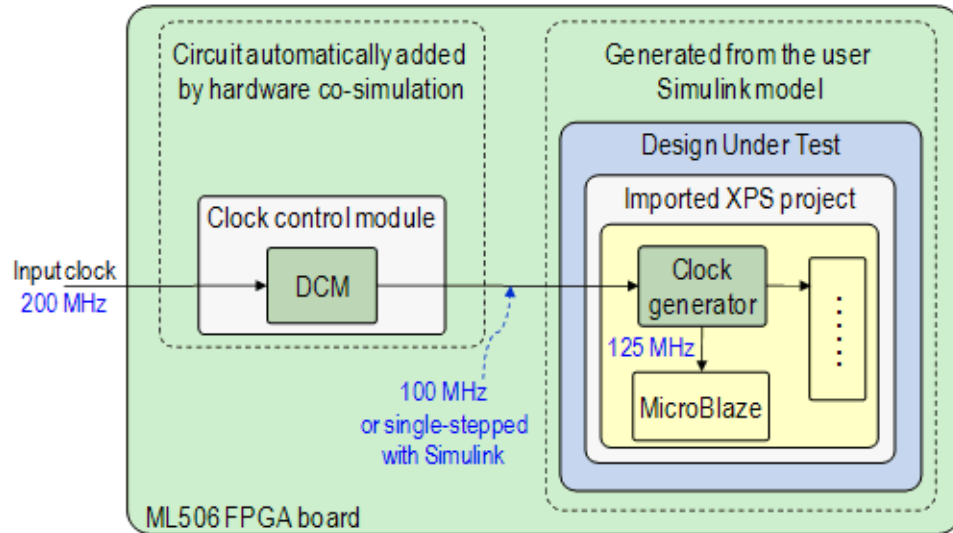 Circuit automatically added
by hardware co-simulation
Generated from the user
Simulink model
Design Under Test
Imported XPS project
Clock control module
Input clock
200 MHz
DCM
Clock
generator
125 MHz
MicroBlaze
100 MHz
or single-stepped
with Simulink
ML506 FPGA board